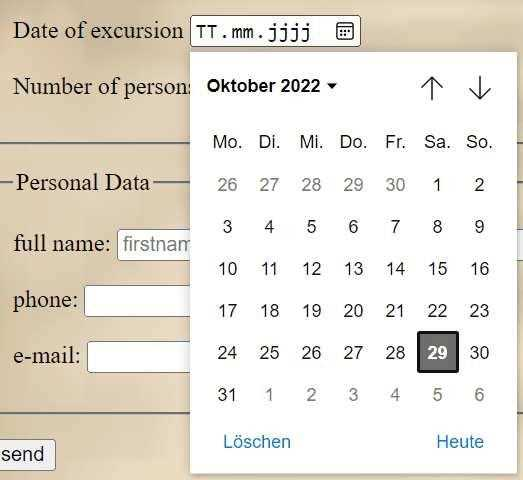 Date of excursion TT.mm.jjjj
Number of persons
Oktober 2022
Mo. Di. Mi. Do. Fr. Sa. So.
26 27 28 29 30 1 2
3 4 5 6 7 8 9
10 11 12 13 14 15 16
17 18 19 20 21 22 23
24 25 26 27 28 29 30
31 1 2 3 4 5 6
Löschen Heute
Personal Data
full name: firstnam
phone:
e-mail:
send